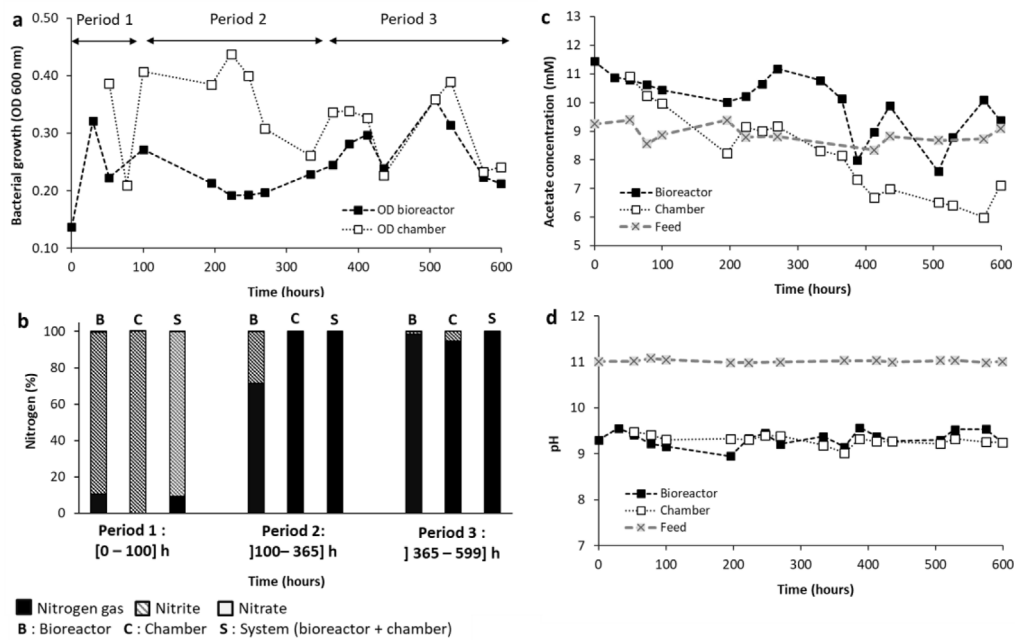 a
Period 1
Period 2
Period 3
0.50
0.40
0.30
0.20
0.10
Bacterial growth (OD 600 nm)
OD bioreactor
OD chamber
0 100 200 300 400 500 600
Time (hours)
c
13
12
11
10
9
8
7
6
5
Acetate concentration (mM)
Bioreactor
Chamber
Feed
0 100 200 300 400 500 600
Time (hours)
b
B C S B C S B C S
100
80
60
40
20
0
Nitrogen (%)
Period 1 : Period 2: Period 3 :
[0 – 100] h ]100– 365] h ] 365 – 599] h
Time (hours)
Nitrogen gas Nitrite Nitrate
B : Bioreactor C : Chamber S : System (bioreactor + chamber)
d
12
11
10
9
8
7
pH
Bioreactor
Chamber
Feed
0 100 200 300 400 500 600
Time (hours)